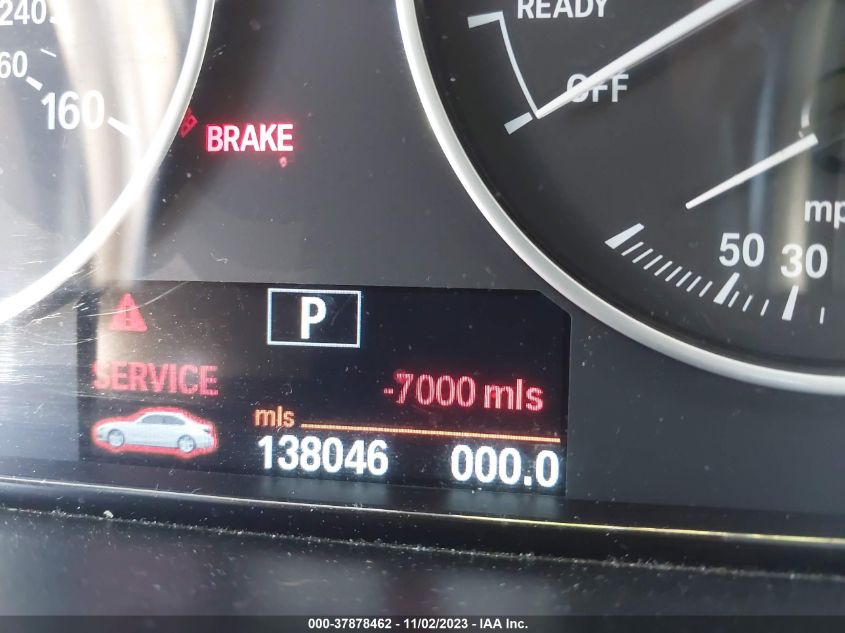 240
READY
60
160
OFF
BRAKE
mp
50 30
P
SERVICE
-7000 mls
mls
138046 000.0
000-37878462 - 11/02/2023 - IAA Inc.